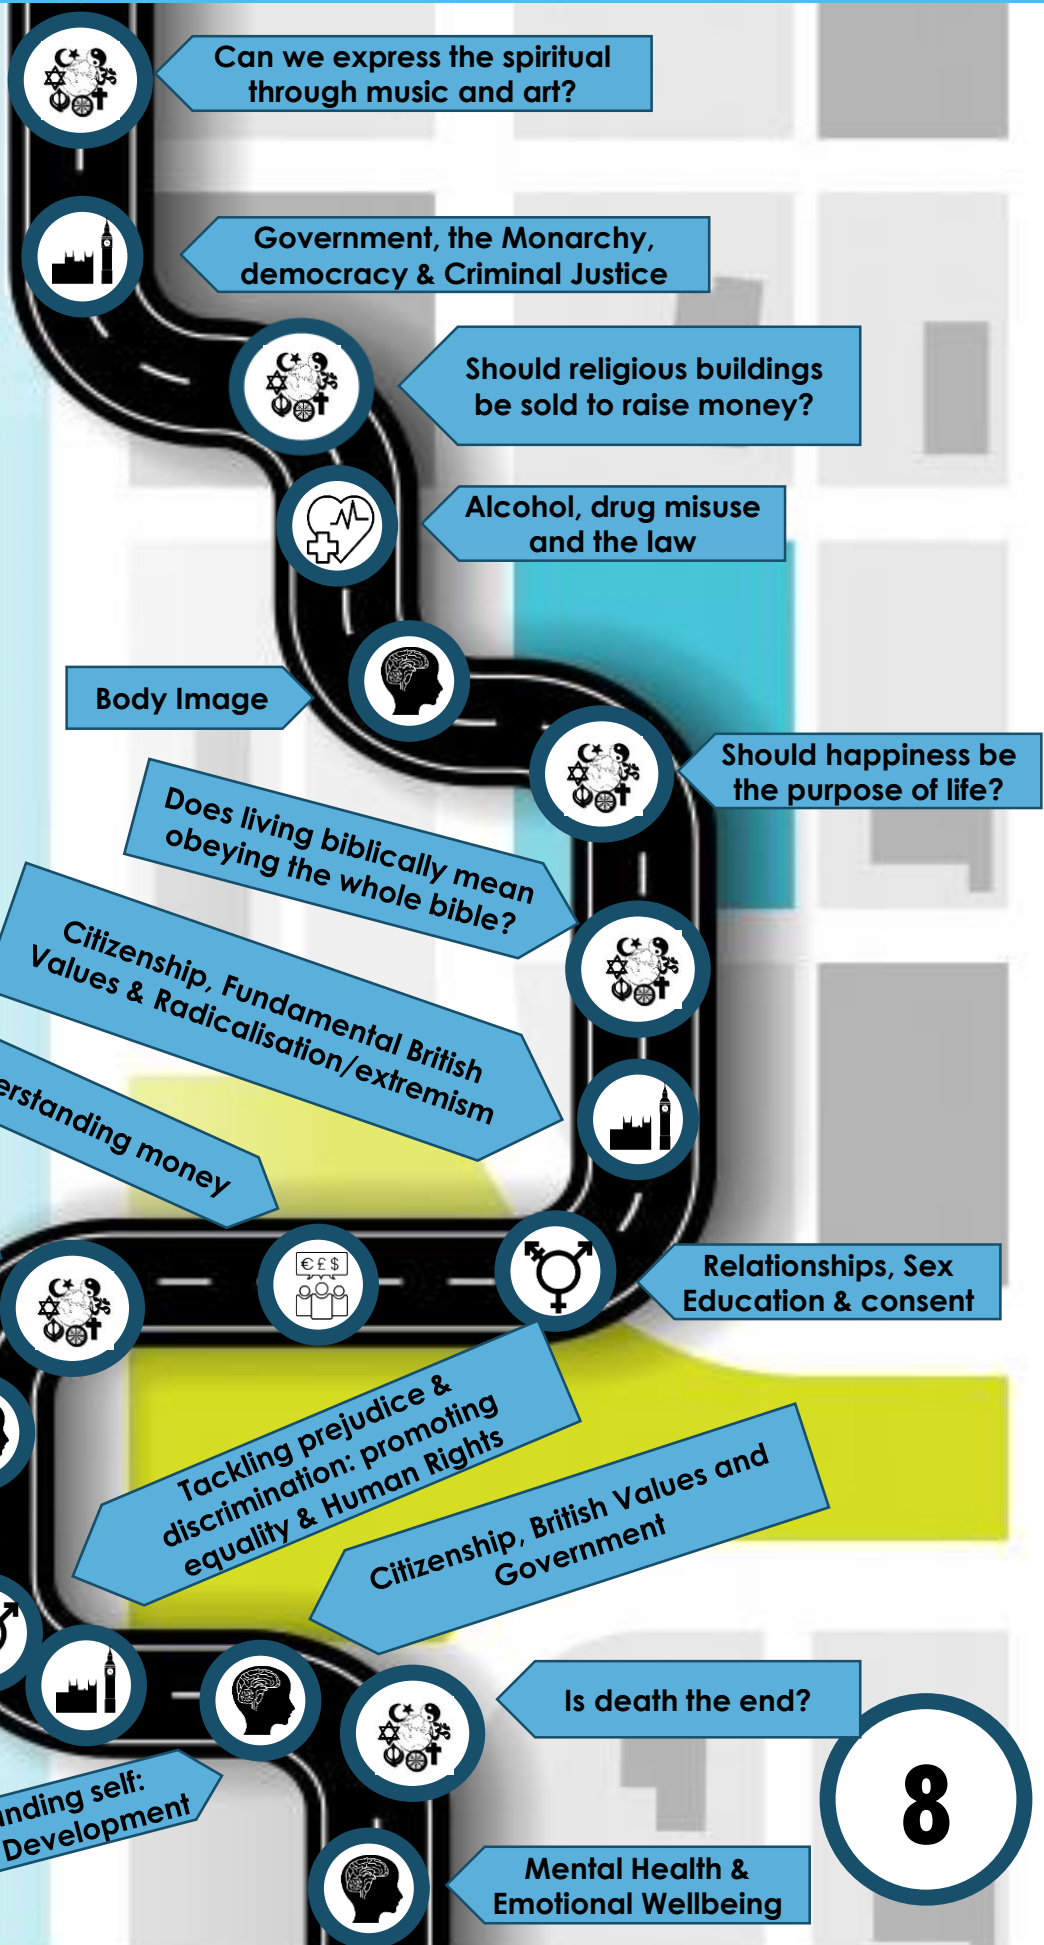 Can we express the spiritual
through music and art?
Government, the Monarchy,
democracy & Criminal Justice
Should religious buildings
be sold to raise money?
Alcohol, drug misuse
and the law
Body Image
Should happiness be
the purpose of life?
Does living biblically mean
obeying the whole bible?
Citizenship, Fundamental British
Values & Radicalisation/extremism
erstanding money
€ £ $
Relationships, Sex
Education & consent
Tackling prejudice &
discrimination: promoting
equality & Human Rights
Citizenship, British Values and
Government
Is death the end?
8
nding self:
Development
Mental Health &
Emotional Wellbeing